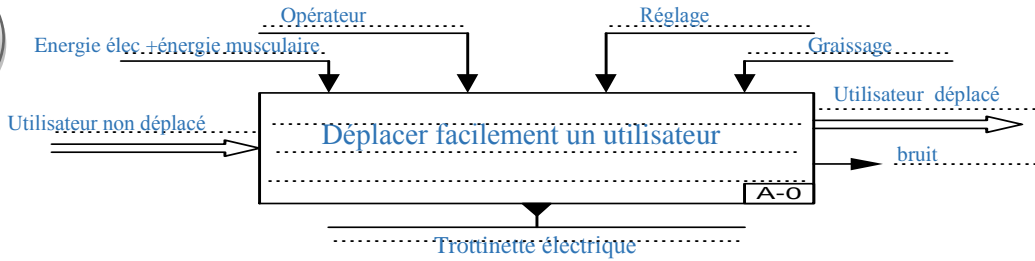 Opérateur
Réglage
Energie élec +énergie musculaire
Graissage
Utilisateur déplacé
Utilisateur non déplacé
Déplacer facilement un utilisateur
bruit
A-0
Trottinette électrique